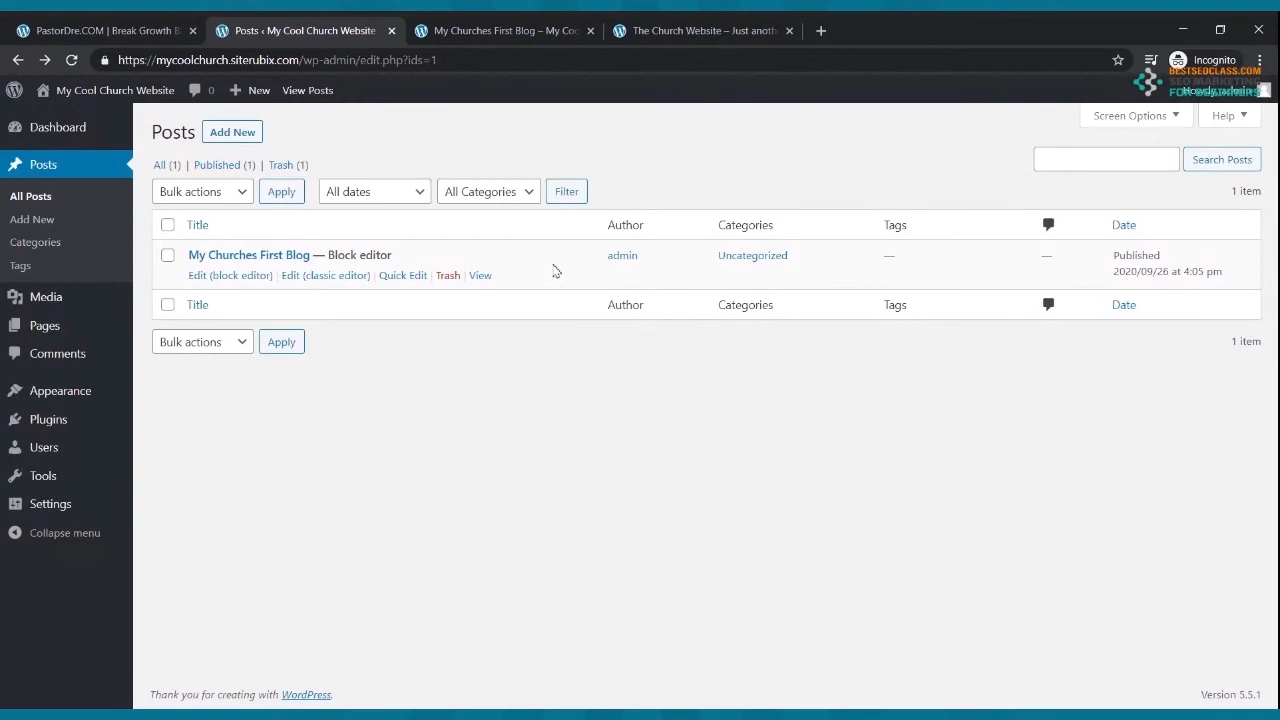 PastorDre.COM | Break Growth B
Posts ‹ My Cool Church Website
My Churches First Blog – My Coo
The Church Website – Just anoth
https://mycoolchurch.siterubix.com/wp-admin/edit.php?ids=1
Incognito
BESTSEOCLASS.COM
SEO MARKETING
FOR BEGINNERS
My Cool Church Website
0
New
View Posts
Dashboard
Posts
All Posts
Add New
Categories
Tags
Media
Pages
Comments
Appearance
Plugins
Users
Tools
Settings
Collapse menu
Posts
Add New
Screen Options
Help
All (1) | Published (1) | Trash (1)
Search Posts
Bulk actions
Apply
All dates
All Categories
Filter
1 item
Title
Author
Categories
Tags
Date
My Churches First Blog — Block editor
admin
Uncategorized
—
—
Published
Edit (block editor) | Edit (classic editor) | Quick Edit | Trash | View
2020/09/26 at 4:05 pm
Title
Author
Categories
Tags
Date
Bulk actions
Apply
1 item
Thank you for creating with WordPress.
Version 5.5.1